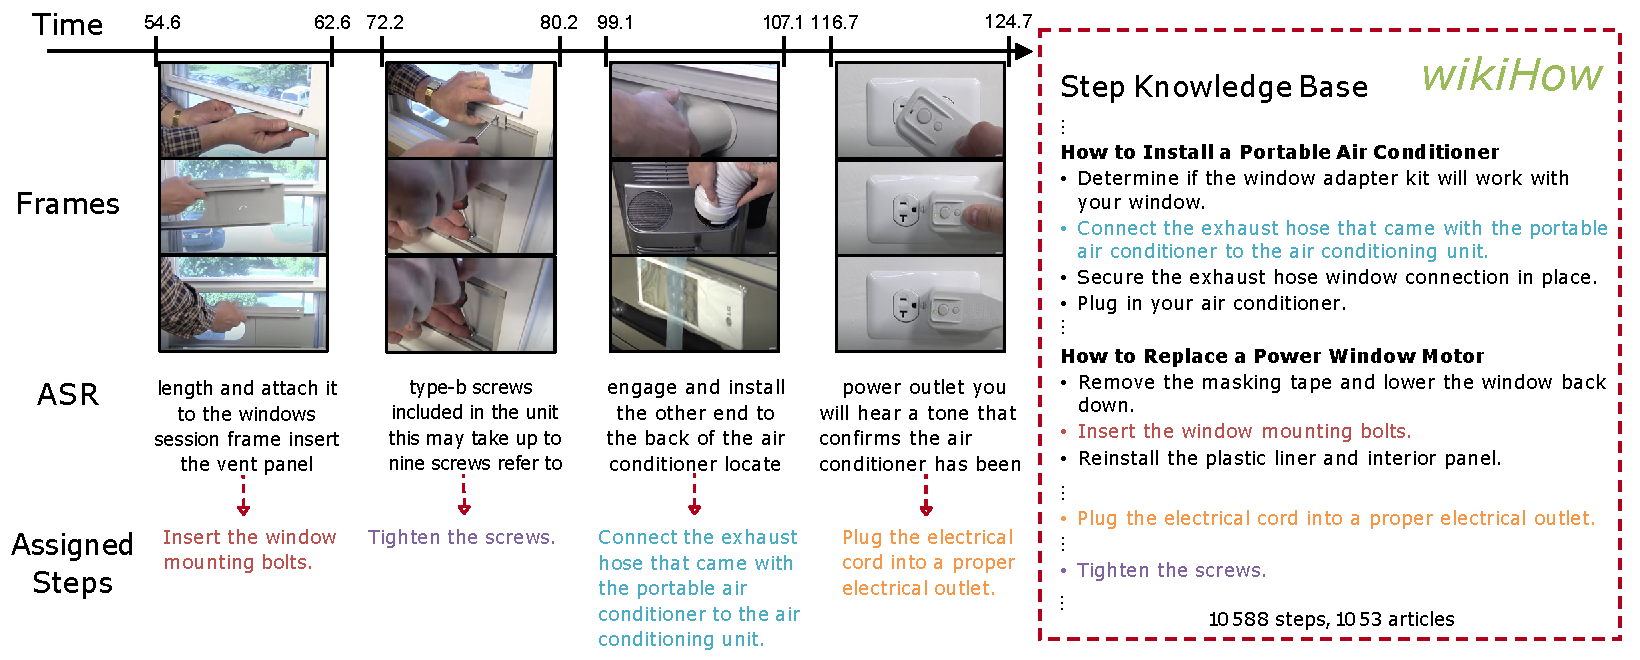 Time
54.6
62.6
72.2
80.2
99.1
107.1
116.7
124.7
Frames
ASR
length and attach it
to the windows
session frame insert
the vent panel
type-b screws
included in the unit
this may take up to
nine screws refer to
engage and install
the other end to
the back of the air
conditioner locate
power outlet you
will hear a tone that
confirms the air
conditioner has been
Assigned
Steps
Insert the window
mounting bolts.
Tighten the screws.
Connect the exhaust
hose that came with
the portable air
conditioner to the air
conditioning unit.
Plug the electrical
cord into a proper
electrical outlet.
wikiHow
Step Knowledge Base
⋮
How to Install a Portable Air Conditioner
• Determine if the window adapter kit will work with
your window.
• Connect the exhaust hose that came with the portable
air conditioner to the air conditioning unit.
• Secure the exhaust hose window connection in place.
• Plug in your air conditioner.
⋮
How to Replace a Power Window Motor
• Remove the masking tape and lower the window back
down.
• Insert the window mounting bolts.
• Reinstall the plastic liner and interior panel.
⋮
• Plug the electrical cord into a proper electrical outlet.
⋮
• Tighten the screws.
⋮
10588 steps, 1053 articles